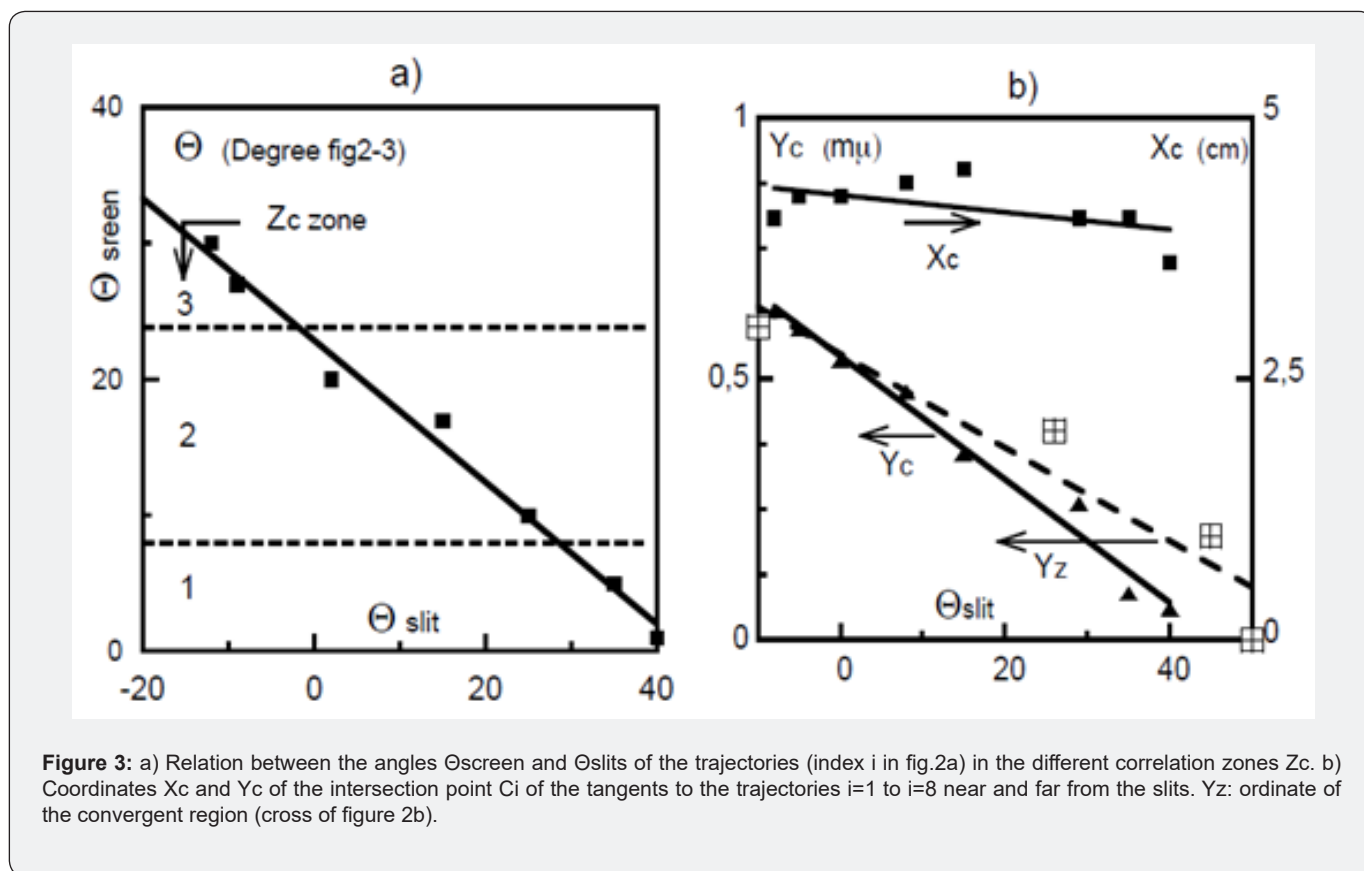 a)
40
Θ (Degree fig2-3)
Zc zone
Θ sreen
3
20
2
1
Θ slit
0
-20 0 20 40
b)
1 5
Yc (mμ) Xc (cm)
Xc
0,5 2,5
Yc
Yz
Θslit
0 0
0 20 40
Figure 3: a) Relation between the angles Θscreen and Θslits of the trajectories (index i in fig.2a) in the different correlation zones Zc. b)
Coordinates Xc and Yc of the intersection point Ci of the tangents to the trajectories i=1 to i=8 near and far from the slits. Yz: ordinate of
the convergent region (cross of figure 2b).